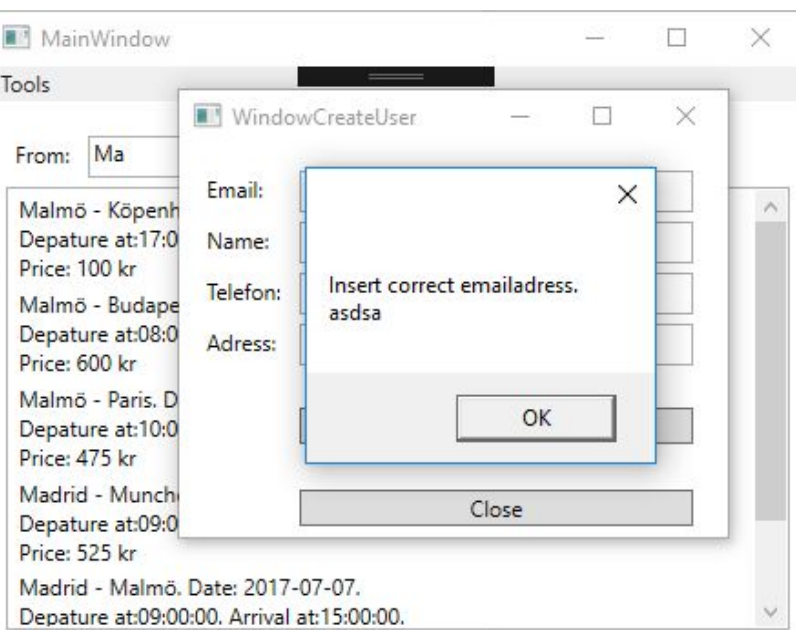 MainWindow
Tools
WindowCreateUser
From: Ma
Email:
Name:
Telefon:
Adress:
Insert correct emailadress.
asdsa
OK
Close
Malmö - Köpenh
Depature at:17:0
Price: 100 kr
Malmö - Budape
Depature at:08:0
Price: 600 kr
Malmö - Paris. D
Depature at:10:0
Price: 475 kr
Madrid - Munch
Depature at:09:0
Price: 525 kr
Madrid - Malmö. Date: 2017-07-07.
Depature at:09:00:00. Arrival at:15:00:00.